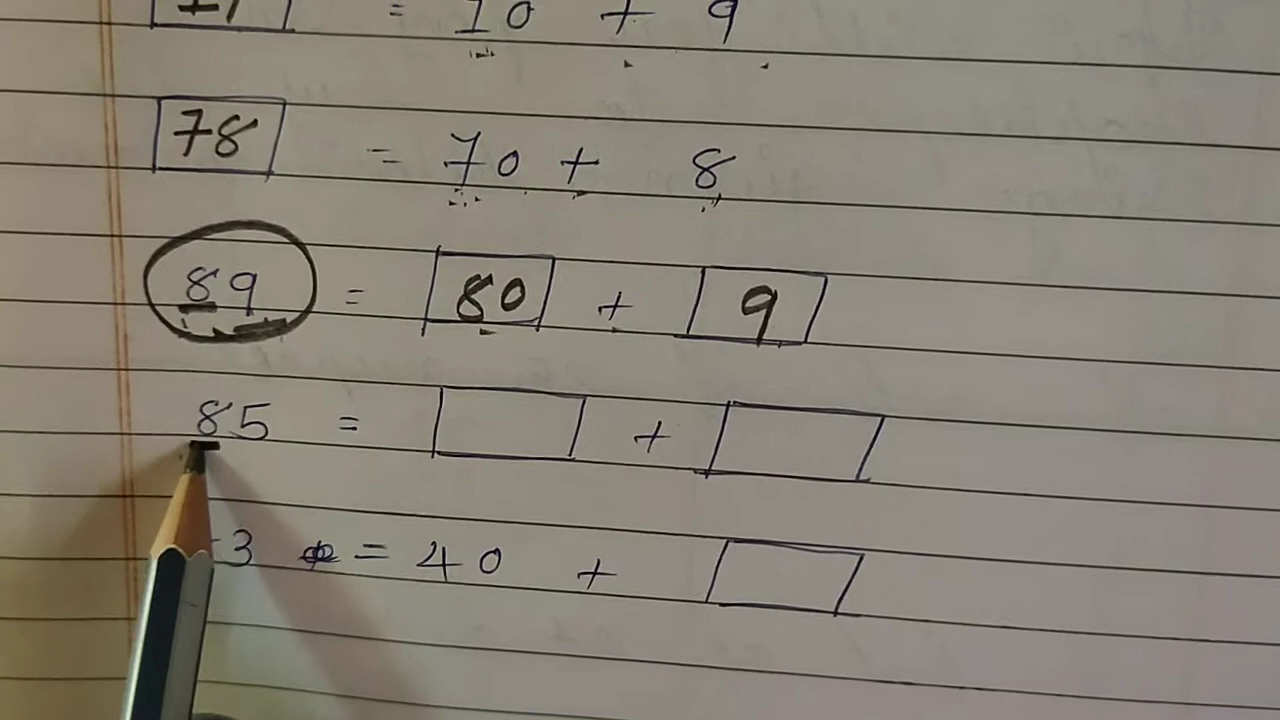 = 10 + 9
78 = 70 + 8
89 = 80 + 9
85 = +
3 = 40 +